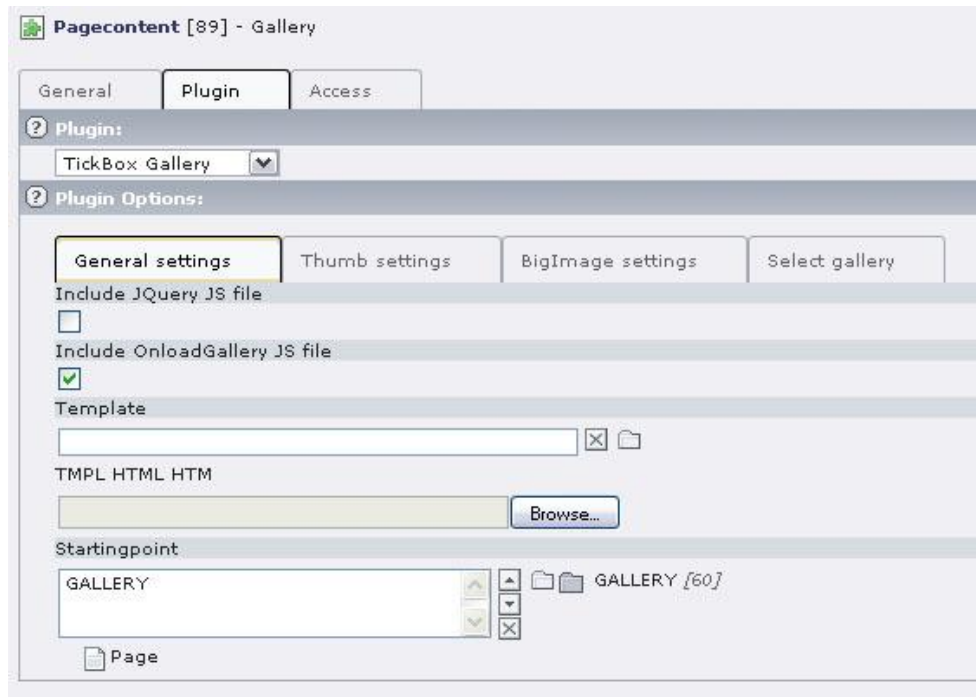 Pagecontent [89] - Gallery
General Plugin Access
Plugin:
TickBox Gallery
Plugin Options:
General settings Thumb settings BigImage settings Select gallery
Include JQuery JS file
Include OnloadGallery JS file
Template
TMPL HTML HTM
Browse...
Startingpoint
GALLERY GALLERY [60]
Page